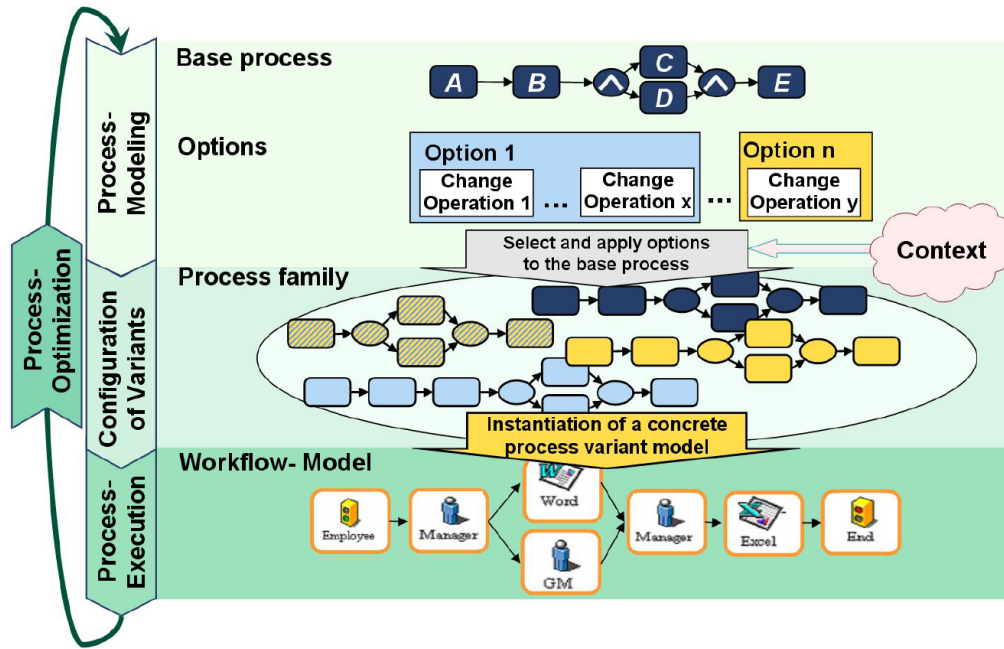 Base process
A
B
C
D
E
Options
Option 1
Change
Operation 1
...
Change
Operation x
...
Option n
Change
Operation y
Select and apply options
to the base process
Context
Process family
Instantiation of a concrete
process variant model
Workflow- Model
Employee
Manager
Word
GM
Manager
Excel
End
Process-
Modeling
Configuration
of Variants
Process-
Execution
Process-
Optimization